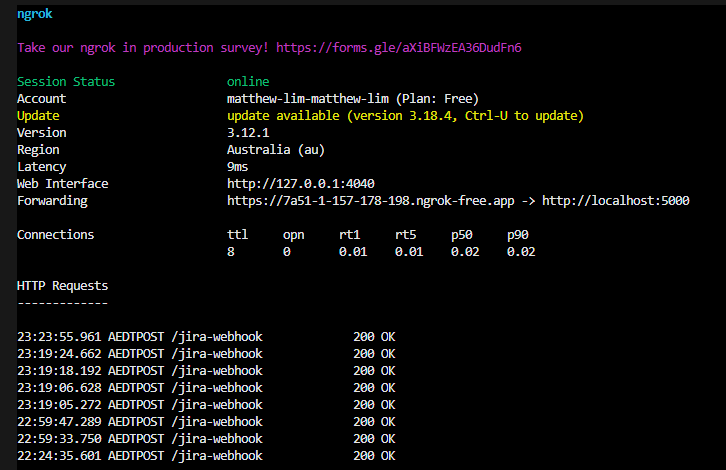 ngrok
Take our ngrok in production survey! https://forms.gle/aXiBFWzEA36DudFn6
Session Status online
Account matthew-lim-matthew-lim (Plan: Free)
Update update available (version 3.18.4, Ctrl-U to update)
Version 3.12.1
Region Australia (au)
Latency 9ms
Web Interface http://127.0.0.1:4040
Forwarding https://7a51-1-157-178-198.ngrok-free.app -> http://localhost:5000
Connections ttl opn rt1 rt5 p50 p90
8 0 0.01 0.01 0.02 0.02
HTTP Requests
-------------
23:23:55.961 AEDTPOST /jira-webhook 200 OK
23:19:24.662 AEDTPOST /jira-webhook 200 OK
23:19:18.192 AEDTPOST /jira-webhook 200 OK
23:19:06.628 AEDTPOST /jira-webhook 200 OK
23:19:05.272 AEDTPOST /jira-webhook 200 OK
22:59:47.289 AEDTPOST /jira-webhook 200 OK
22:59:33.750 AEDTPOST /jira-webhook 200 OK
22:24:35.601 AEDTPOST /jira-webhook 200 OK